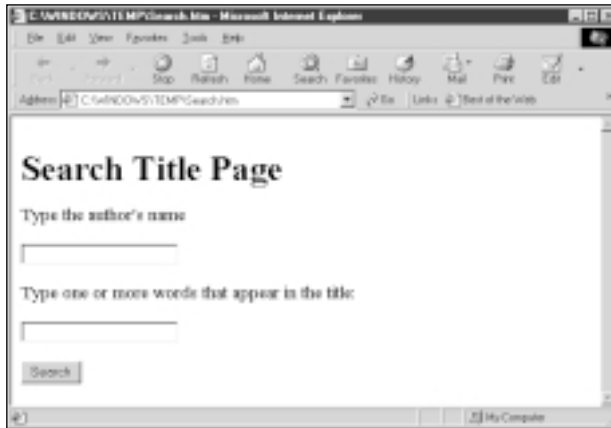 C:\WINDOWS\TEMP\Search.htm - Microsoft Internet Explorer
File Edit View Favorites Tools Help
Back Forward Stop Refresh Home Search Favorites History Mail Print Edit
Address C:\WINDOWS\TEMP\Search.htm Go Links Best of the Web
Search Title Page
Type the author's name
Type one or more words that appear in the title:
Search
My Computer